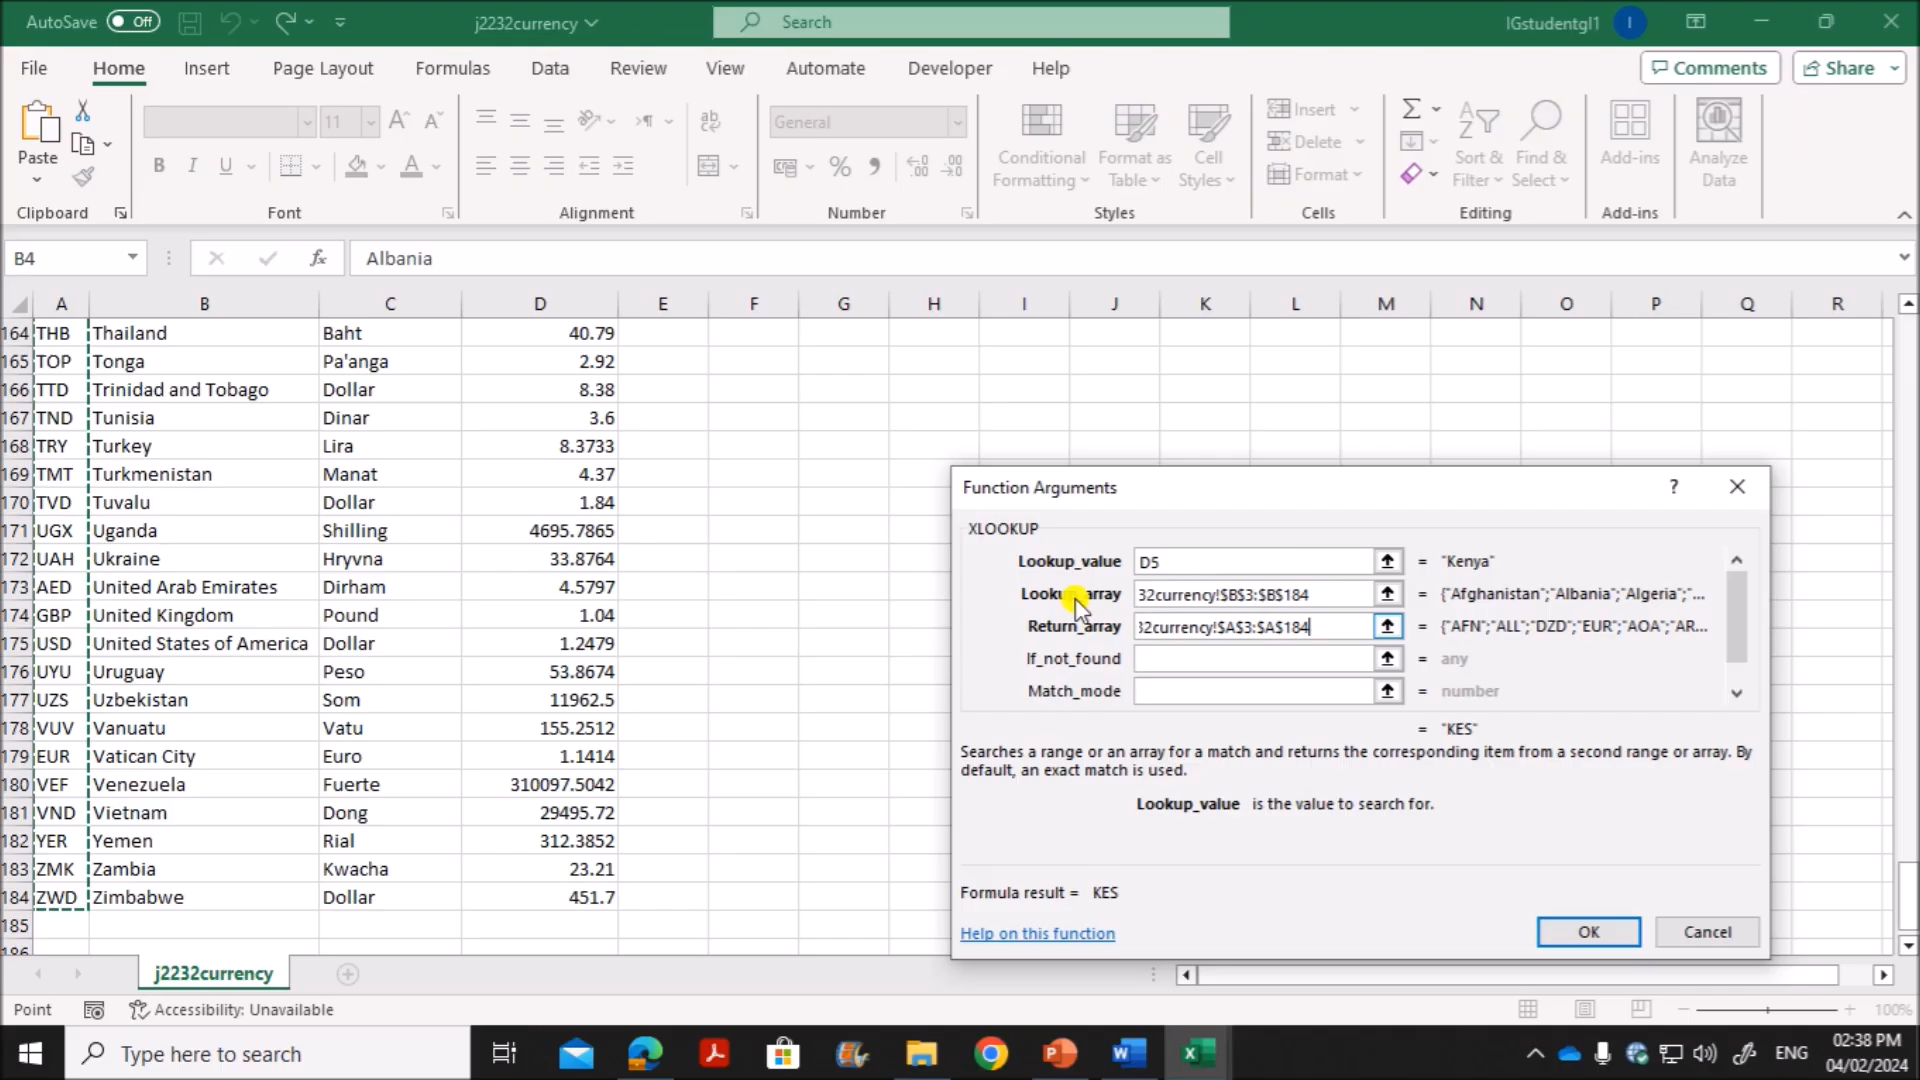 AutoSave Off j2232currency Search IGstudentgl1 I
File Home Insert Page Layout Formulas Data Review View Automate Developer Help Comments Share
Paste 11 General Conditional Formatting Format as Table Cell Styles Insert Delete Format Sort & Filter Find & Select Add-ins Analyze Data
Clipboard Font Alignment Number Styles Cells Editing Add-ins
B4 fx Albania
A B C D E F G H I J K L M N O P Q R
164 THB Thailand Baht 40.79
165 TOP Tonga Pa'anga 2.92
166 TTD Trinidad and Tobago Dollar 8.38
167 TND Tunisia Dinar 3.6
168 TRY Turkey Lira 8.3733
169 TMT Turkmenistan Manat 4.37
170 TVD Tuvalu Dollar 1.84
171 UGX Uganda Shilling 4695.7865
172 UAH Ukraine Hryvna 33.8764
173 AED United Arab Emirates Dirham 4.5797
174 GBP United Kingdom Pound 1.04
175 USD United States of America Dollar 1.2479
176 UYU Uruguay Peso 53.8674
177 UZS Uzbekistan Som 11962.5
178 VUV Vanuatu Vatu 155.2512
179 EUR Vatican City Euro 1.1414
180 VEF Venezuela Fuerte 310097.5042
181 VND Vietnam Dong 29495.72
182 YER Yemen Rial 312.3852
183 ZMK Zambia Kwacha 23.21
184 ZWD Zimbabwe Dollar 451.7
185
186
Function Arguments ?
XLOOKUP
Lookup_value D5 = "Kenya"
Lookup_array 32currency!$B$3:$B$184 = {"Afghanistan";"Albania";"Algeria";"...
Return_array 32currency!$A$3:$A$184 = {"AFN";"ALL";"DZD";"EUR";"AOA";"AR...
If_not_found = any
Match_mode = number
= "KES"
Searches a range or an array for a match and returns the corresponding item from a second range or array. By
default, an exact match is used.
Lookup_value is the value to search for.
Formula result = KES
Help on this function OK Cancel
j2232currency
Point Accessibility: Unavailable 100%
Type here to search ENG 02:38 PM
04/02/2024